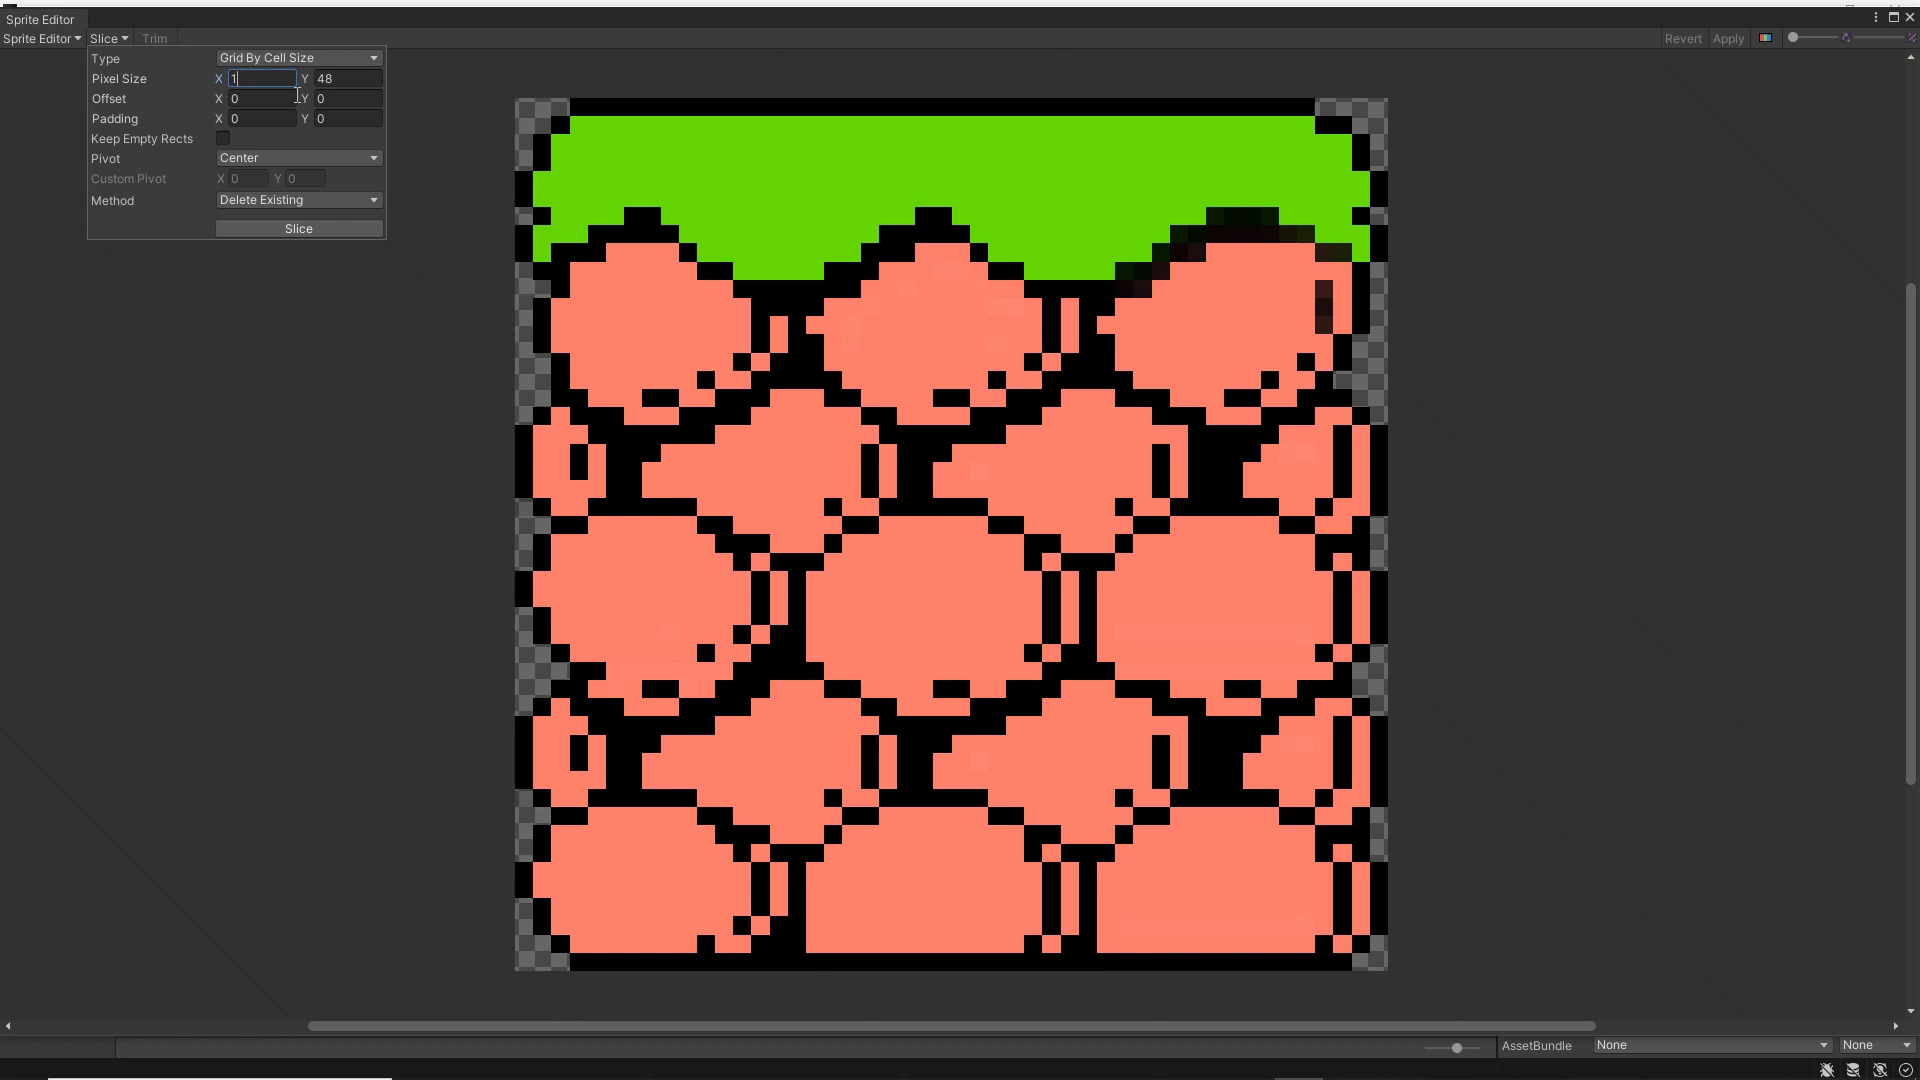 Sprite Editor
Sprite Editor Slice Trim Revert Apply
Type Grid By Cell Size
Pixel Size X 1 Y 48
Offset X 0 Y 0
Padding X 0 Y 0
Keep Empty Rects
Pivot Center
Custom Pivot X 0 Y 0
Method Delete Existing
Slice
AssetBundle None None